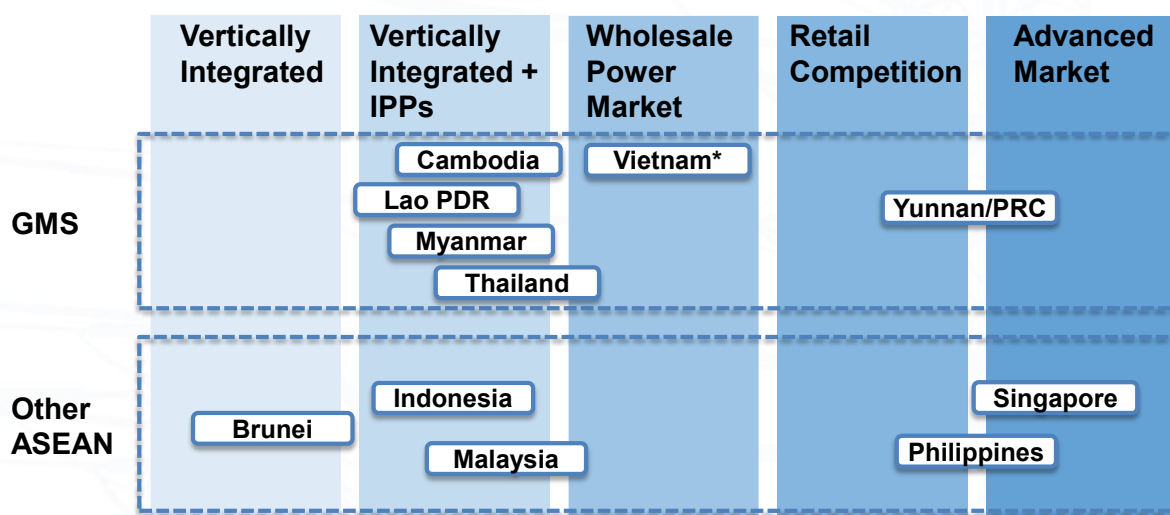 Vertically
Integrated
Vertically
Integrated +
IPPs
Wholesale
Power
Market
Retail
Competition
Advanced
Market
GMS
Cambodia
Vietnam*
Lao PDR
Yunnan/PRC
Myanmar
Thailand
Other
ASEAN
Indonesia
Singapore
Brunei
Philippines
Malaysia